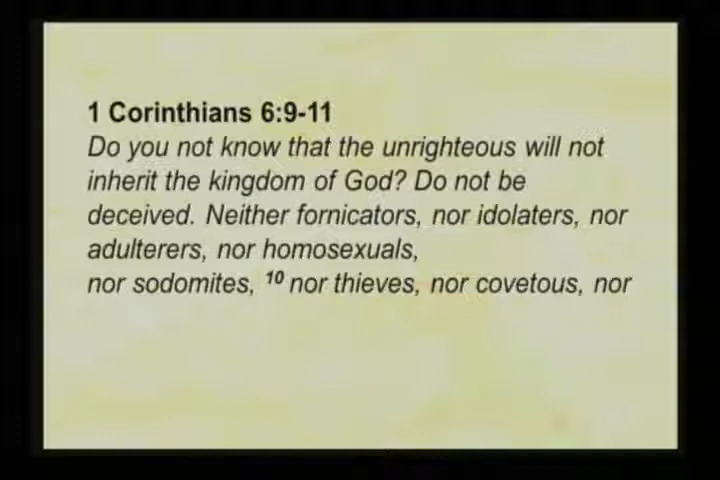 1 Corinthians 6:9-11
Do you not know that the unrighteous will not
inherit the kingdom of God? Do not be
deceived. Neither fornicators, nor idolaters, nor
adulterers, nor homosexuals,
nor sodomites, 10 nor thieves, nor covetous, nor